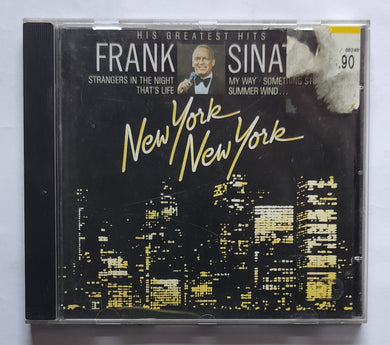 HIS GREATEST HITS
FRANK SINAT
STRANGERS IN THE NIGHT MY WAY · SOMETHING
THAT'S LIFE SUMMER WIND...
.90
New York
New York